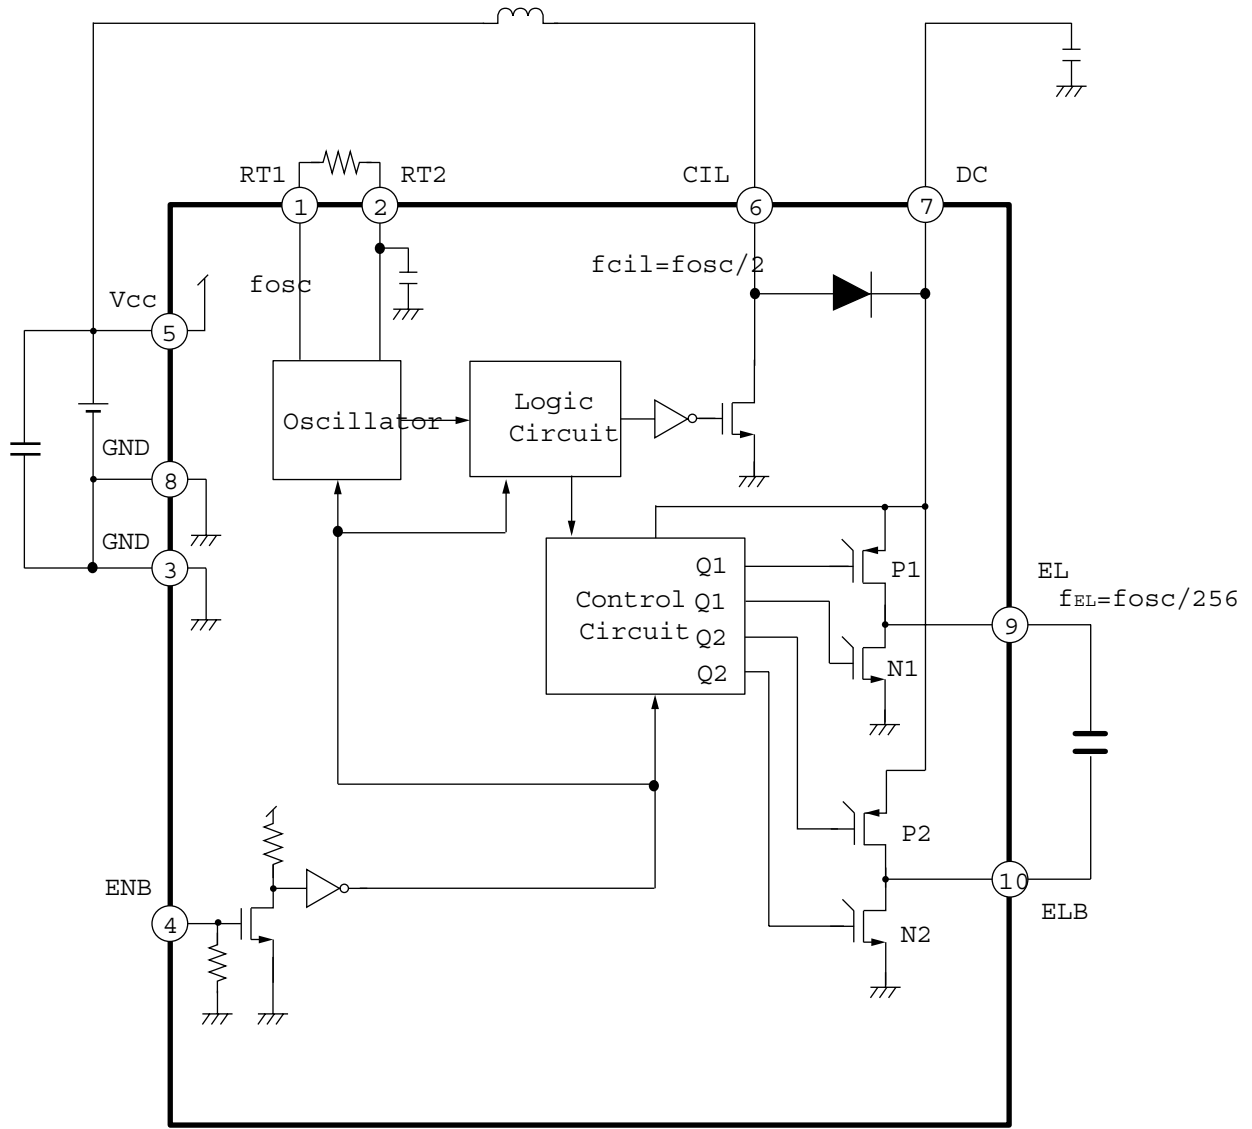 RT1
RT2
CIL
DC
1
2
6
7
fosc
fcil=fosc/2
Vcc
5
Oscillator
Logic
Circuit
GND
8
GND
3
Control
Circuit
Q1
Q1
Q2
Q2
P1
N1
EL
fEL=fosc/256
9
P2
N2
ENB
4
10
ELB